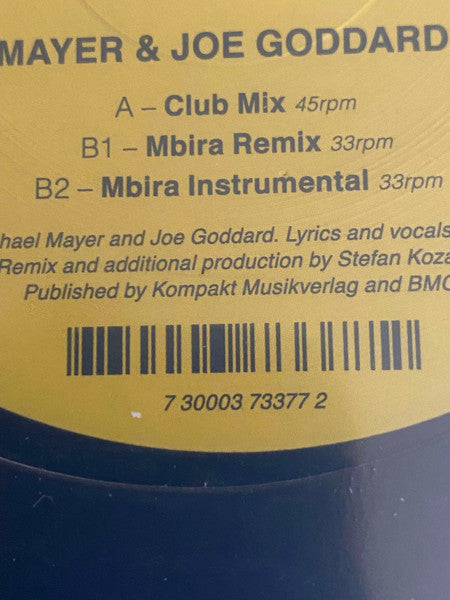 MAYER & JOE GODDARD
A – Club Mix 45rpm
B1 – Mbira Remix 33rpm
B2 – Mbira Instrumental 33rpm
hael Mayer and Joe Goddard. Lyrics and vocals
Remix and additional production by Stefan Koza
Published by Kompakt Musikverlag and BMG
7 30003 73377 2